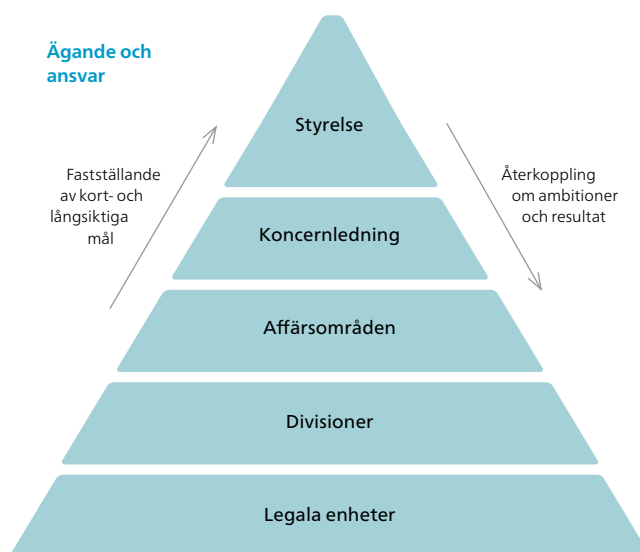 Ägande och
ansvar
Styrelse
Fastställande
av kort- och
långsiktiga
mål
Återkoppling
om ambitioner
och resultat
Koncernledning
Affärsområden
Divisioner
Legala enheter